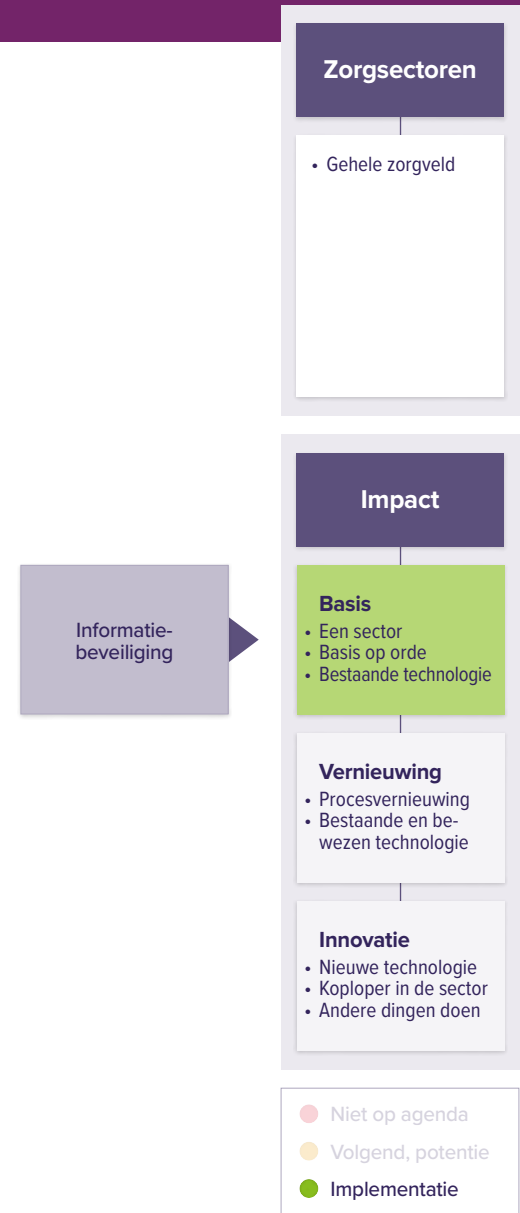 Zorgsectoren
• Gehele zorgveld
Impact
Informatie-
beveiliging
Basis
• Een sector
• Basis op orde
• Bestaande technologie
Vernieuwing
• Procesvernieuwing
• Bestaande en be-
wezen technologie
Innovatie
• Nieuwe technologie
• Koploper in de sector
• Andere dingen doen
Niet op agenda
Volgend, potentie
Implementatie